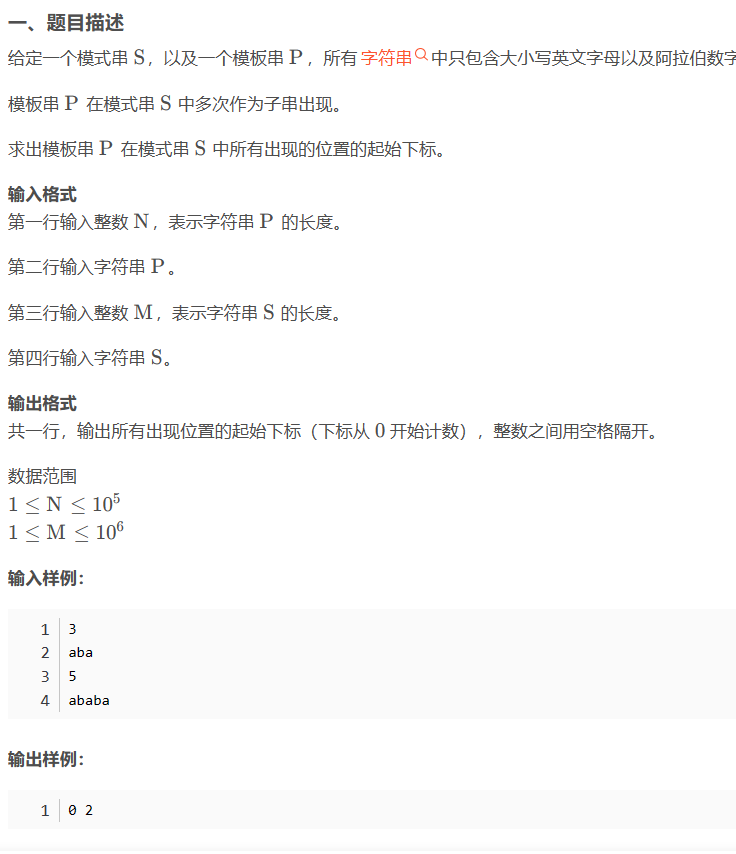 一、题目描述
给定一个模式串 S，以及一个模板串 P，所有 字符串 中只包含大小写英文字母以及阿拉伯数字
模板串 P 在模式串 S 中多次作为子串出现。
求出模板串 P 在模式串 S 中所有出现的位置的起始下标。
输入格式
第一行输入整数 N，表示字符串 P 的长度。
第二行输入字符串 P。
第三行输入整数 M，表示字符串 S 的长度。
第四行输入字符串 S。
输出格式
共一行，输出所有出现位置的起始下标（下标从 0 开始计数），整数之间用空格隔开。
数据范围
1 ≤ N ≤ 10^5
1 ≤ M ≤ 10^6
输入样例：
1 3
2 aba
3 5
4 ababa
输出样例：
1 0 2